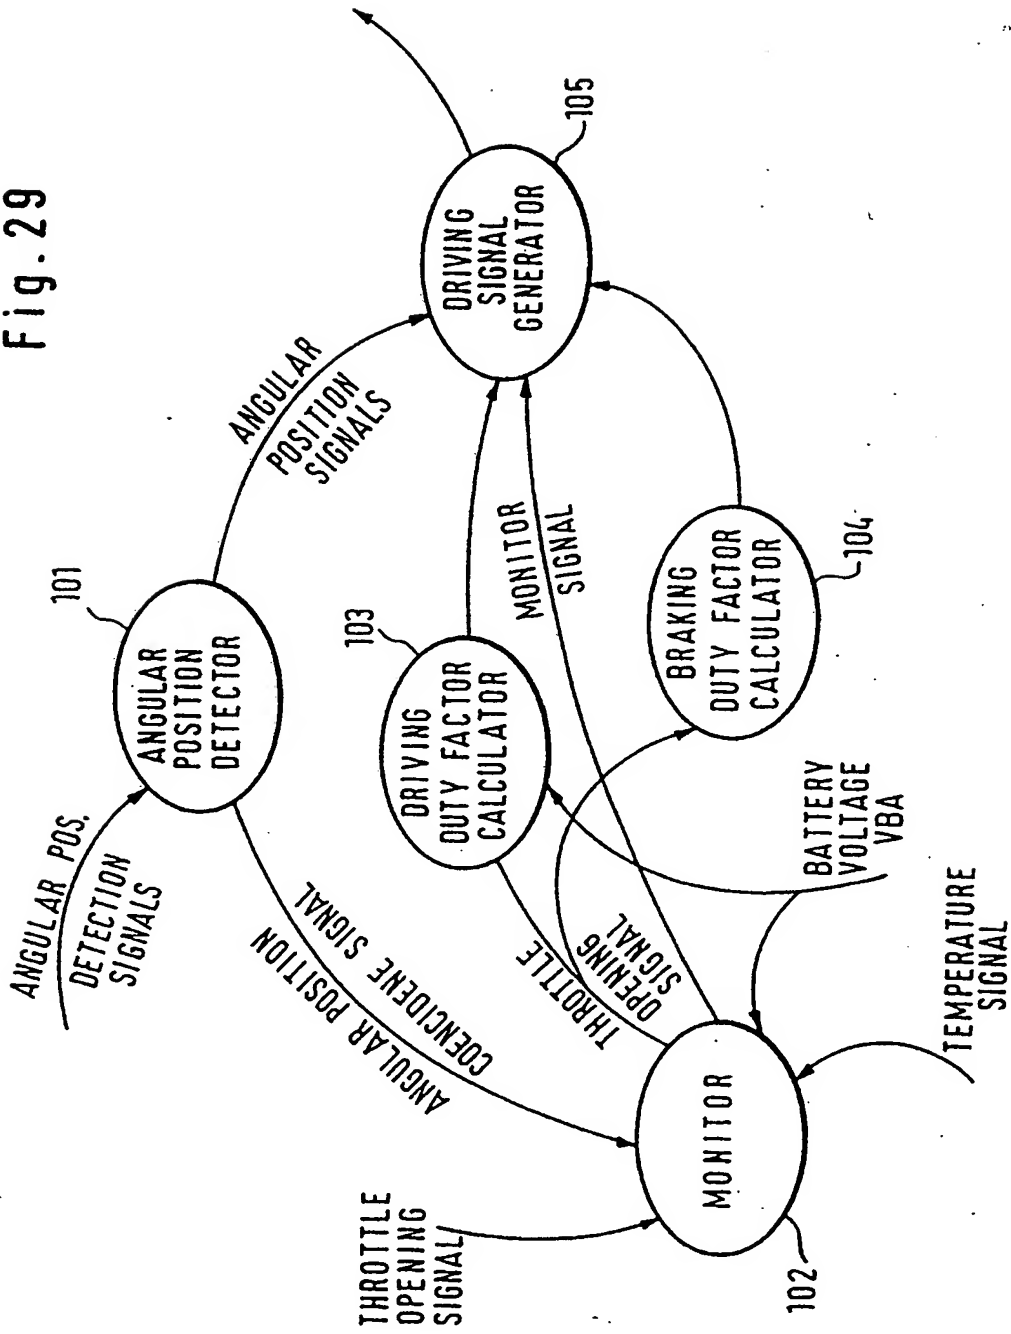 Fig. 29
ANGULAR POS.
DETECTION
SIGNALS
101
ANGULAR
POSITION
DETECTOR
ANGULAR
POSITION
SIGNALS
ANGULAR POSITION
COENCIDENE SIGNAL
103
DRIVING
DUTY FACTOR
CALCULATOR
DRIVING
SIGNAL
GENERATOR
105
MONITOR
SIGNAL
THROTTLE
OPENING
SIGNAL
THROTTLE
OPENING
SIGNAL
MONITOR
102
BRAKING
DUTY FACTOR
CALCULATOR
104
BATTERY
VOLTAGE
VBA
TEMPERATURE
SIGNAL